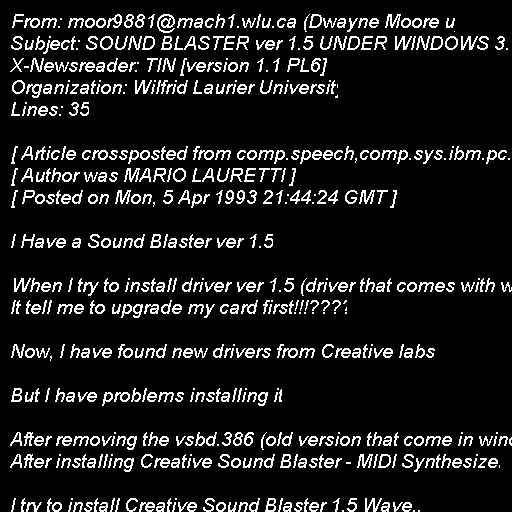 From: moor9881@mach1.wlu.ca (Dwayne Moore u
Subject: SOUND BLASTER ver 1.5 UNDER WINDOWS 3.
X-Newsreader: TIN [version 1.1 PL6]
Organization: Wilfrid Laurier University
Lines: 35

[ Article crossposted from comp.speech,comp.sys.ibm.pc.
[ Author was MARIO LAURETTI ]
[ Posted on Mon, 5 Apr 1993 21:44:24 GMT ]

I Have a Sound Blaster ver 1.5

When I try to install driver ver 1.5 (driver that comes with w
It tell me to upgrade my card first!!!????

Now, I have found new drivers from Creative labs

But I have problems installing it

After removing the vsbd.386 (old version that come in wind
After installing Creative Sound Blaster - MIDI Synthesize.

I try to install Creative Sound Blaster 1.5 Wave..